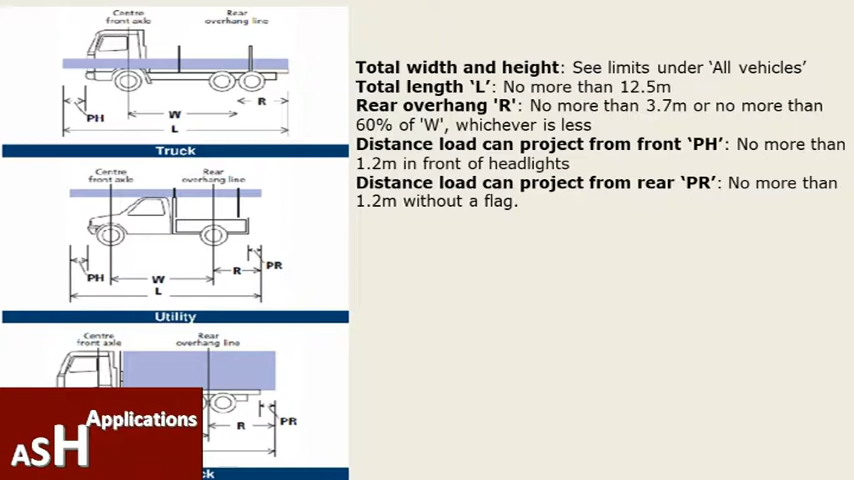 Centre
front axle
Rear
overhang line
R
PH
W
L
Truck
Centre
front axle
Rear
overhang line
PR
R
PH
W
L
Utility
Centre
front axle
Rear
overhang line
PR
R
ck
ASH Applications
Total width and height: See limits under ‘All vehicles’
Total length ‘L’: No more than 12.5m
Rear overhang 'R': No more than 3.7m or no more than
60% of 'W', whichever is less
Distance load can project from front ‘PH’: No more than
1.2m in front of headlights
Distance load can project from rear ‘PR’: No more than
1.2m without a flag.